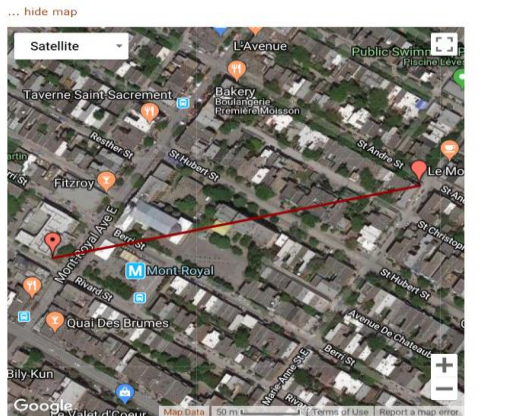 ... hide map
Satellite
L'Avenue
Public Swimm
Piscine Léves
Taverne Saint-Sacrement
Bakery
Boulangerie
Première Moisson
Resther St
St Hubert St
St Andre St
Le Mo
Fitzroy
Mont-Royal Ave E
Berri St
St Christoph
M Mont-Royal
St Hubert St
Rivard St
Quai Des Brumes
Avenue De Chateaub
Berri St
Marie-Anne St E
Bily Kun
Google
Map Data
50 m
Terms of Use
Report a map error